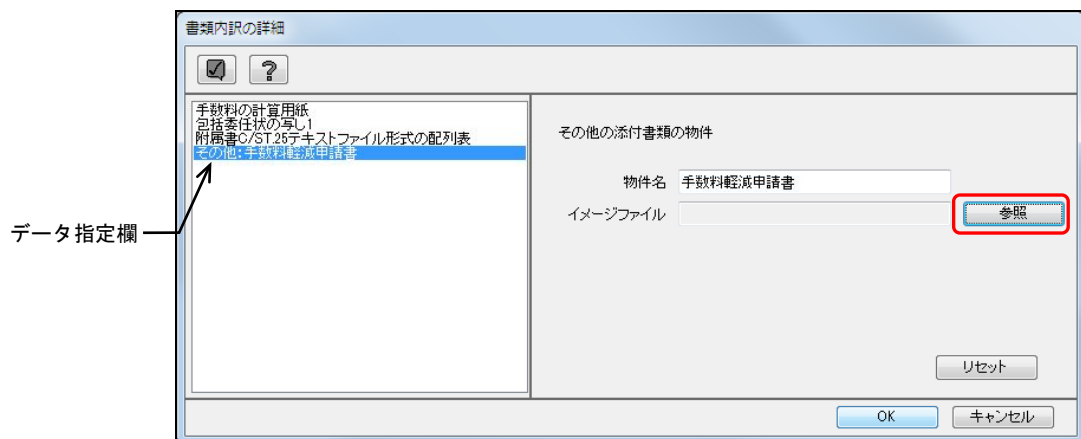 書類内訳の詳細
?
手数料の計算用紙
包括委任状の写し1
附属書C/ST.25テキストファイル形式の配列表
その他:手数料軽減申請書
データ指定欄
その他の添付書類の物件
物件名 手数料軽減申請書
イメージファイル 参照
リセット
OK キャンセル